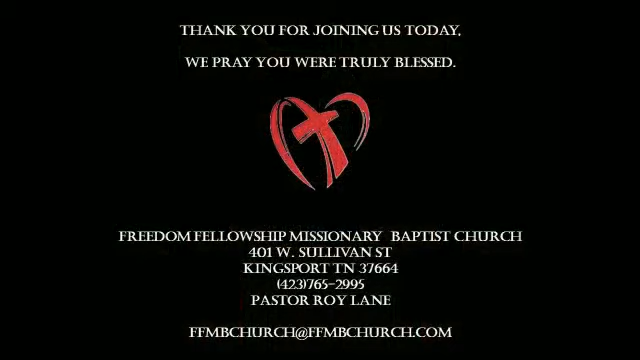 THANK YOU FOR JOINING US TODAY,
WE PRAY YOU WERE TRULY BLESSED.
FREEDOM FELLOWSHIP MISSIONARY BAPTIST CHURCH
401 W. SULLIVAN ST
KINGSPORT TN 37664
(423)765-2995
PASTOR ROY LANE
FFMBCHURCH@FFMBCHURCH.COM